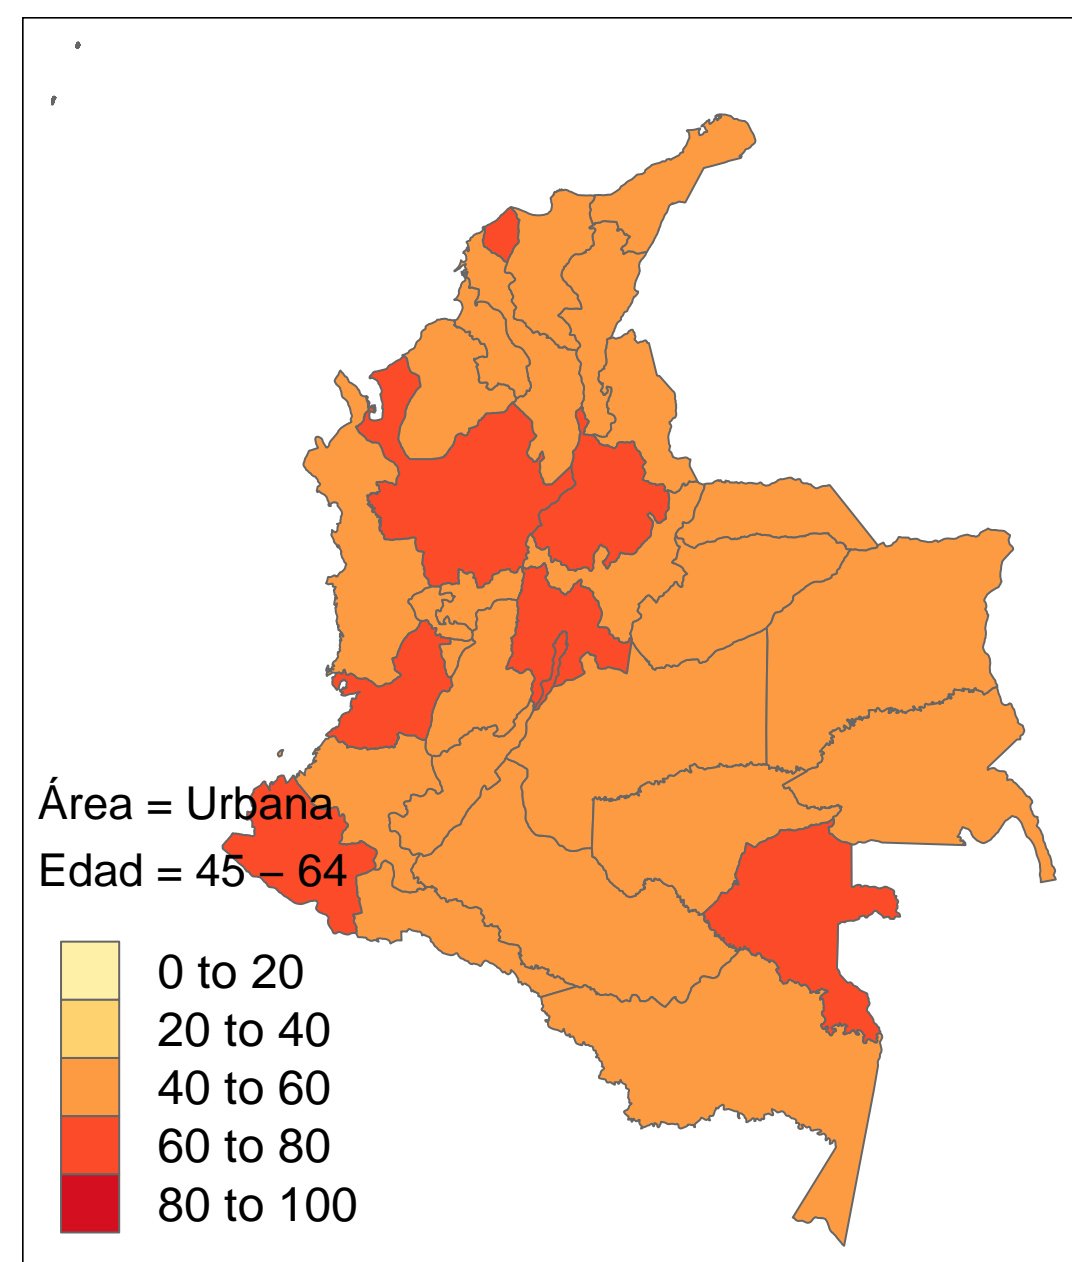 Área = Urbana
Edad = 45 – 64
0 to 20
20 to 40
40 to 60
60 to 80
80 to 100